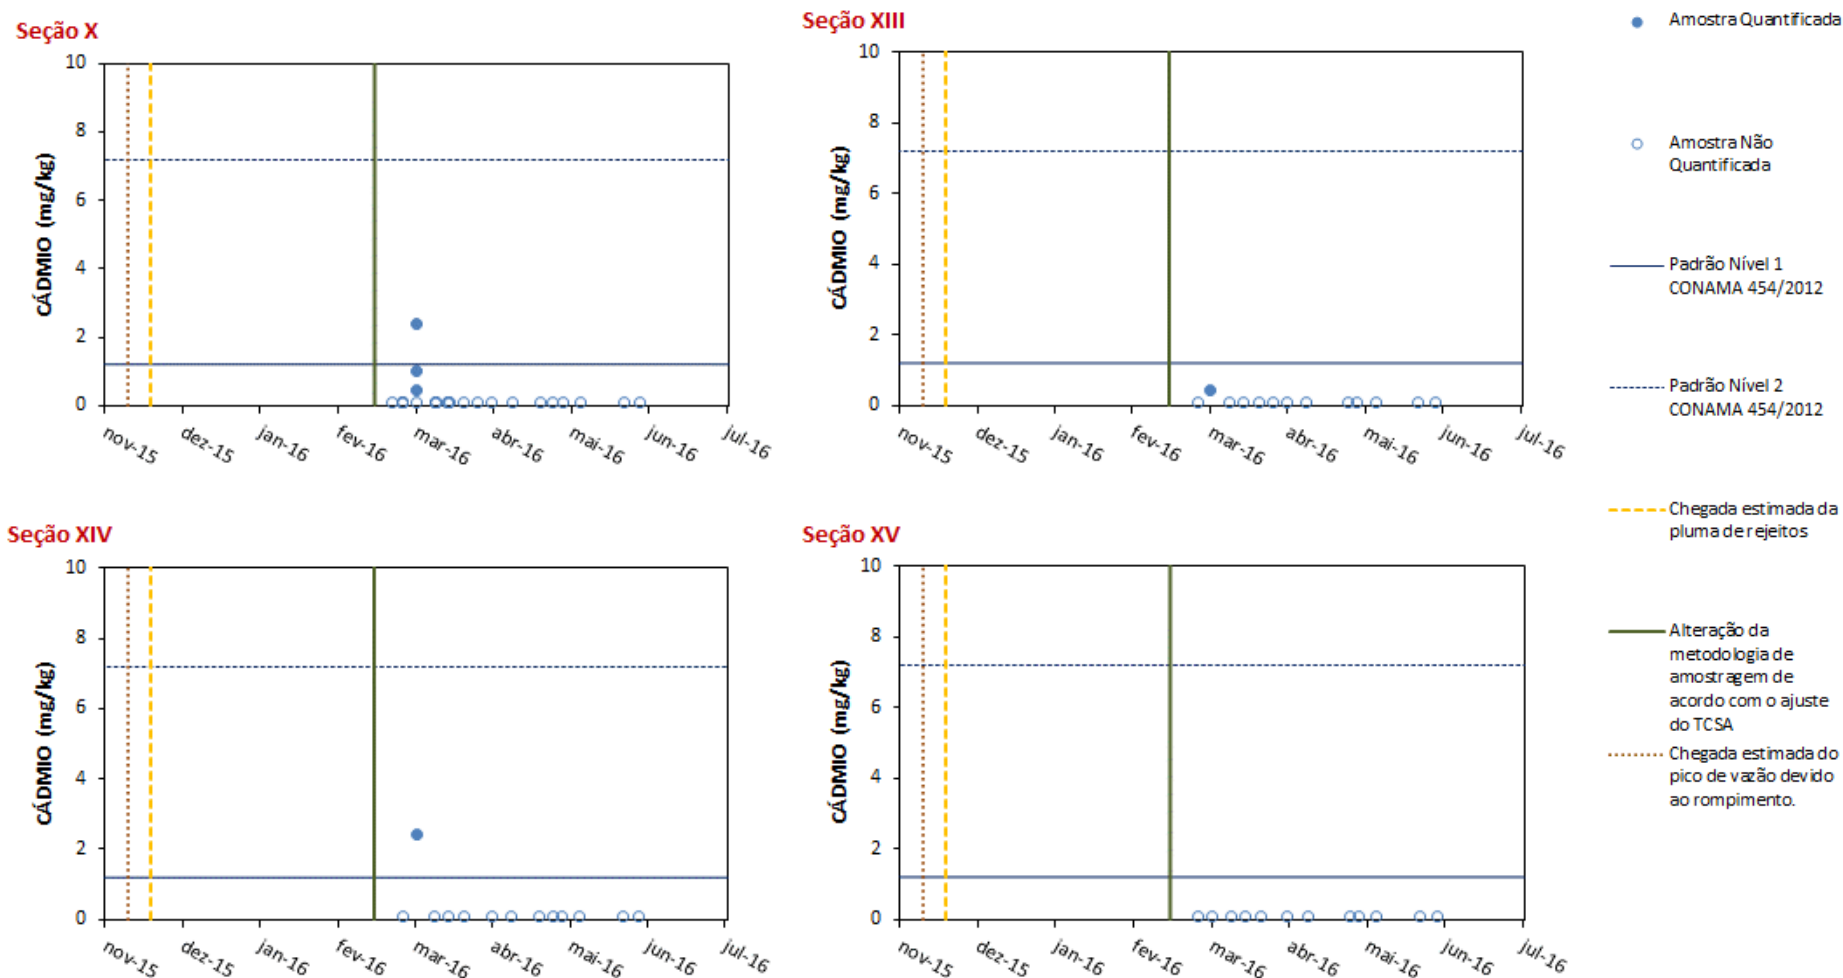 Seção X
10
8
6
4
2
0
CÁDMIO (mg/kg)
nov-15
dez-15
jan-16
fev-16
mar-16
abr-16
mai-16
jun-16
jul-16
Seção XIII
10
8
6
4
2
0
CÁDMIO (mg/kg)
nov-15
dez-15
jan-16
fev-16
mar-16
abr-16
mai-16
jun-16
jul-16
Seção XIV
10
8
6
4
2
0
CÁDMIO (mg/kg)
nov-15
dez-15
jan-16
fev-16
mar-16
abr-16
mai-16
jun-16
jul-16
Seção XV
10
8
6
4
2
0
CÁDMIO (mg/kg)
nov-15
dez-15
jan-16
fev-16
mar-16
abr-16
mai-16
jun-16
jul-16
Amostra Quantificada
Amostra Não
Quantificada
Padrão Nível 1
CONAMA 454/2012
Padrão Nível 2
CONAMA 454/2012
Chegada estimada da
pluma de rejeitos
Alteração da
metodologia de
amostragem de
acordo com o ajuste
do TCSA
Chegada estimada do
pico de vazão devido
ao rompimento.